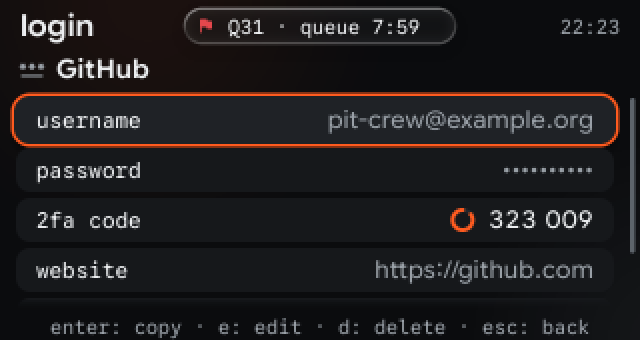 login Q31 · queue 7:59 22:23
GitHub
username pit-crew@example.org
password ••••••••••
2fa code 323 009
website https://github.com
enter: copy · e: edit · d: delete · esc: back